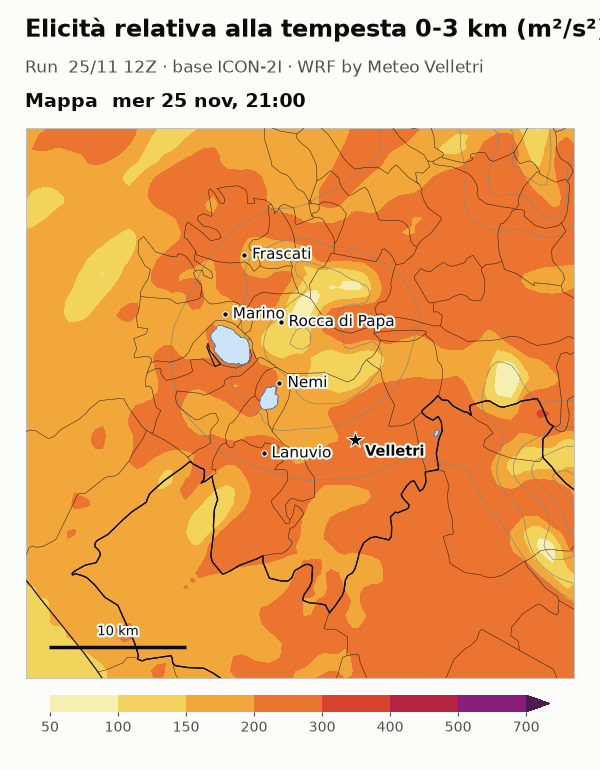 Elicità relativa alla tempesta 0-3 km (m²/s²)
Run 25/11 12Z · base ICON-2I · WRF by Meteo Velletri
Mappa mer 25 nov, 21:00
Frascati
Marino
Rocca di Papa
Nemi
Velletri
Lanuvio
10 km
50 100 150 200 300 400 500 700